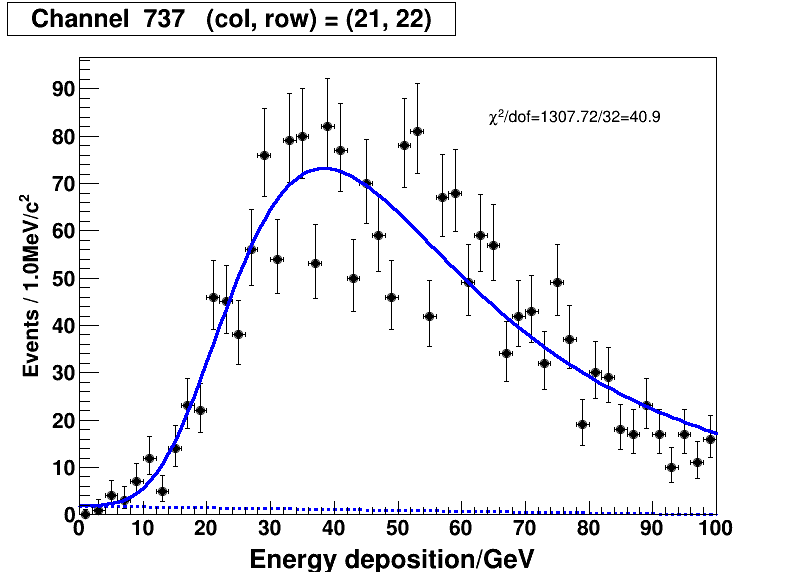 Channel  737   (col, row) = (21, 22)
χ²/dof=1307.72/32=40.9
Events / 1.0MeV/c²
90
80
70
60
50
40
30
20
10
0
0 10 20 30 40 50 60 70 80 90 100
Energy deposition/GeV